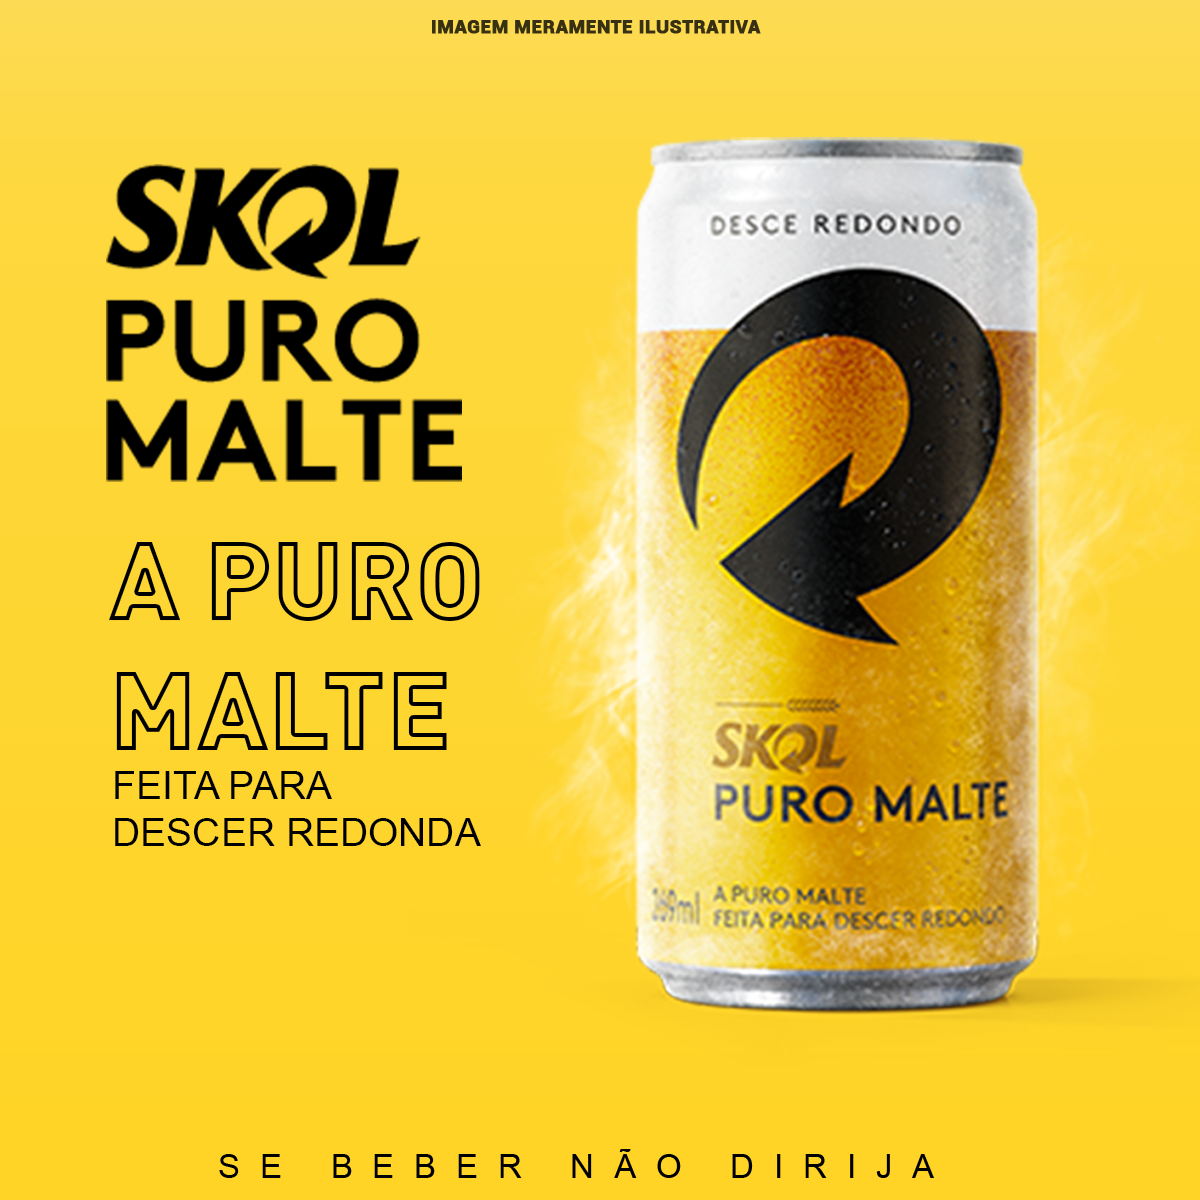 IMAGEM MERAMENTE ILUSTRATIVA
SKOL
PURO
MALTE
A PURO
MALTE
FEITA PARA
DESCER REDONDA
DESCE REDONDO
SKOL
PURO MALTE
A PURO MALTE
369ml FEITA PARA DESCER REDONDO
SE BEBER NÃO DIRIJA